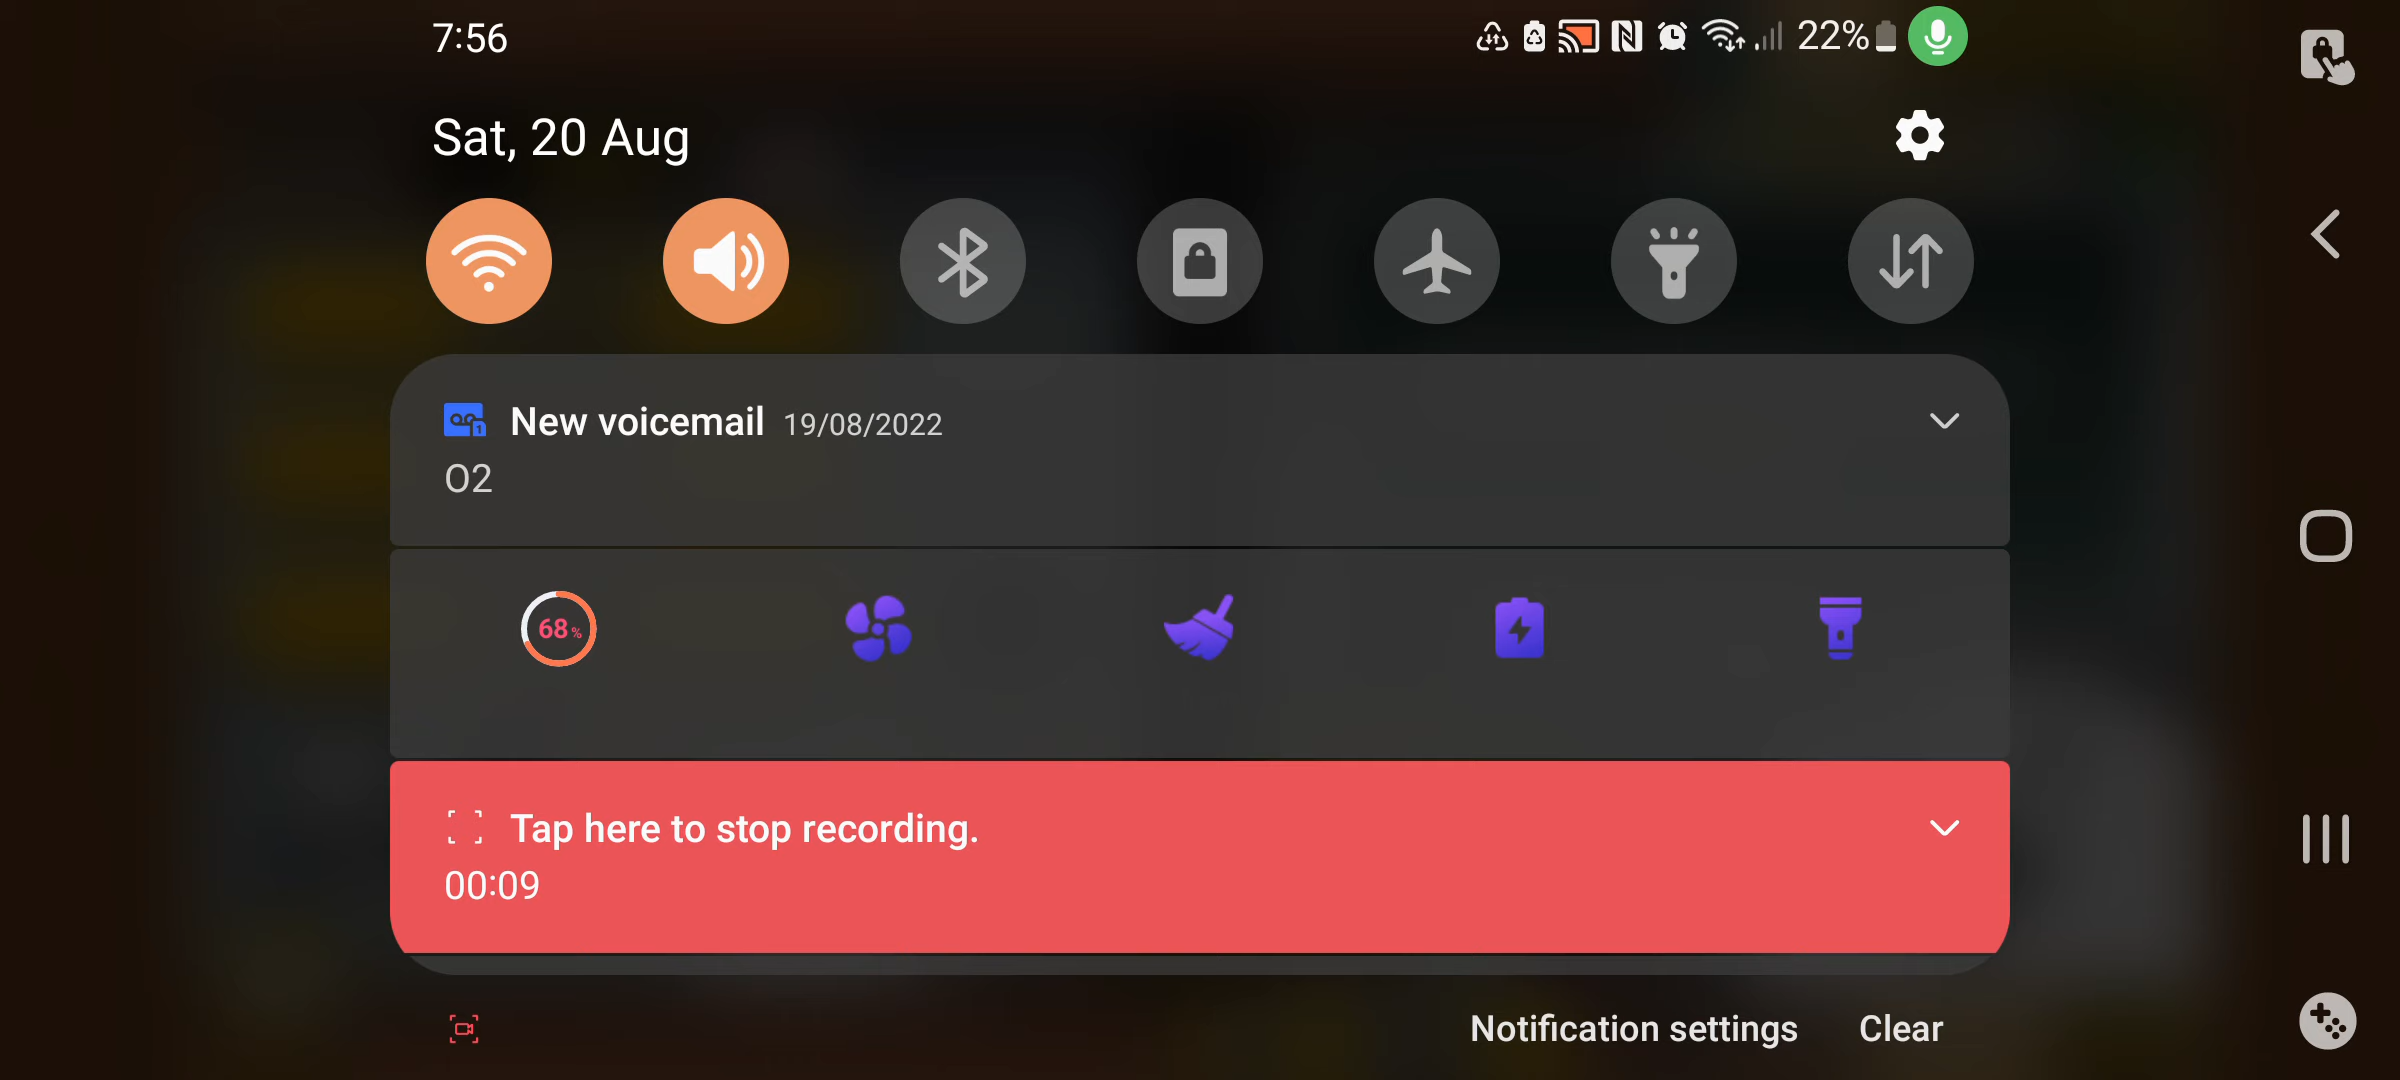 7:56
22%
Sat, 20 Aug
New voicemail 19/08/2022
O2
68%
Tap here to stop recording.
00:09
Notification settings Clear